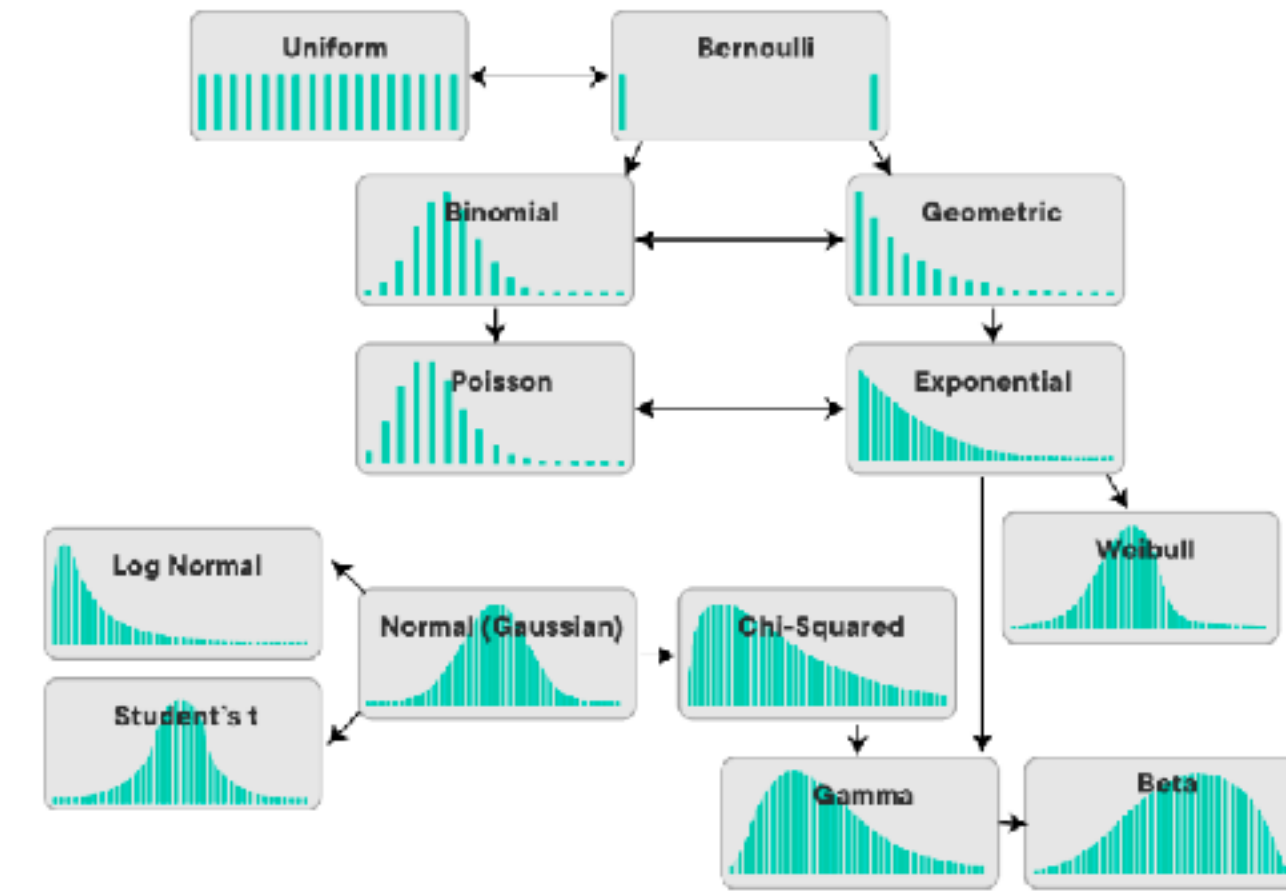 Uniform
Bernoulli
Binomial
Geometric
Poisson
Exponential
Weibull
Log Normal
Normal (Gaussian)
Chi-Squared
Student`s t
Gamma
Beta